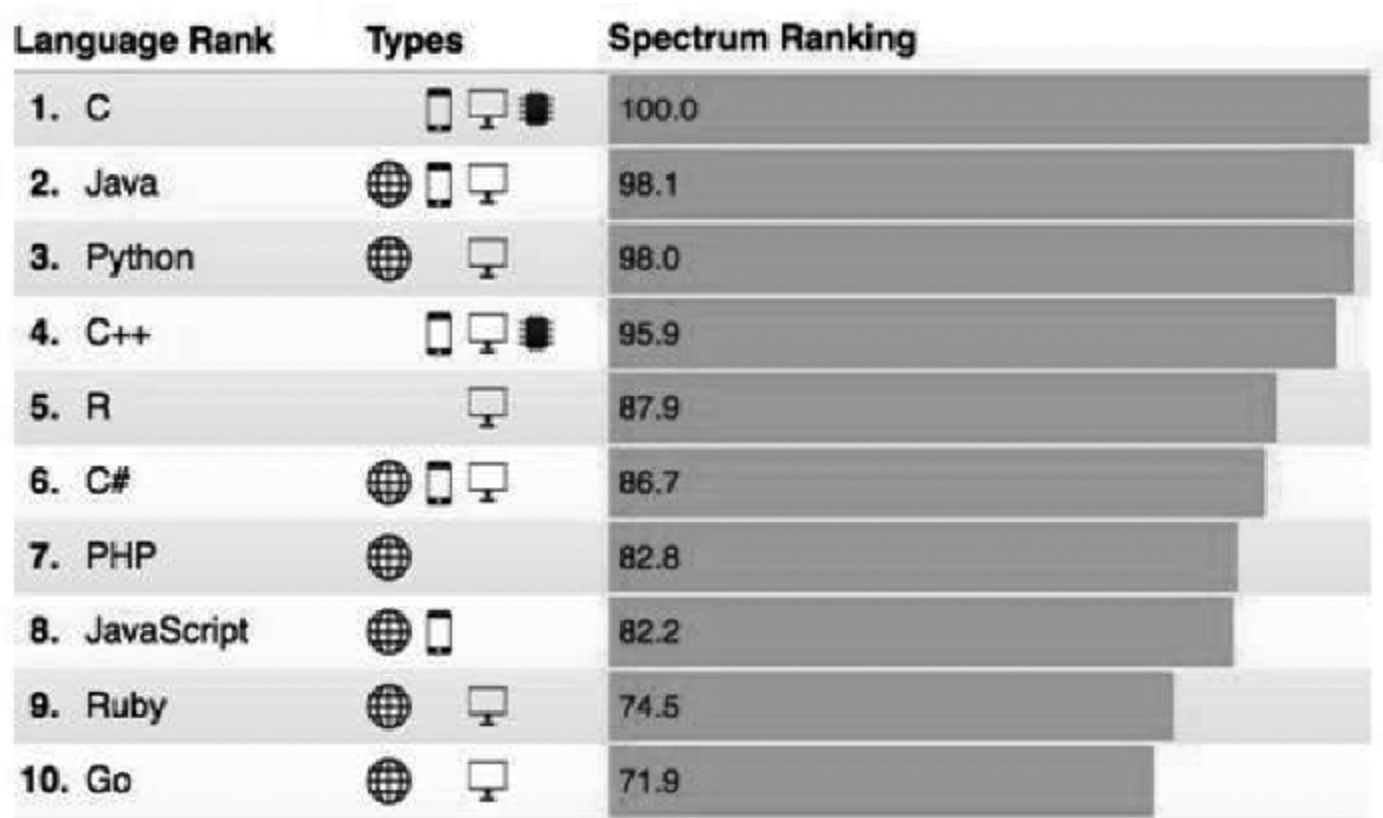 Language Rank Types Spectrum Ranking
1. C 100.0
2. Java 98.1
3. Python 98.0
4. C++ 95.9
5. R 87.9
6. C# 86.7
7. PHP 82.8
8. JavaScript 82.2
9. Ruby 74.5
10. Go 71.9